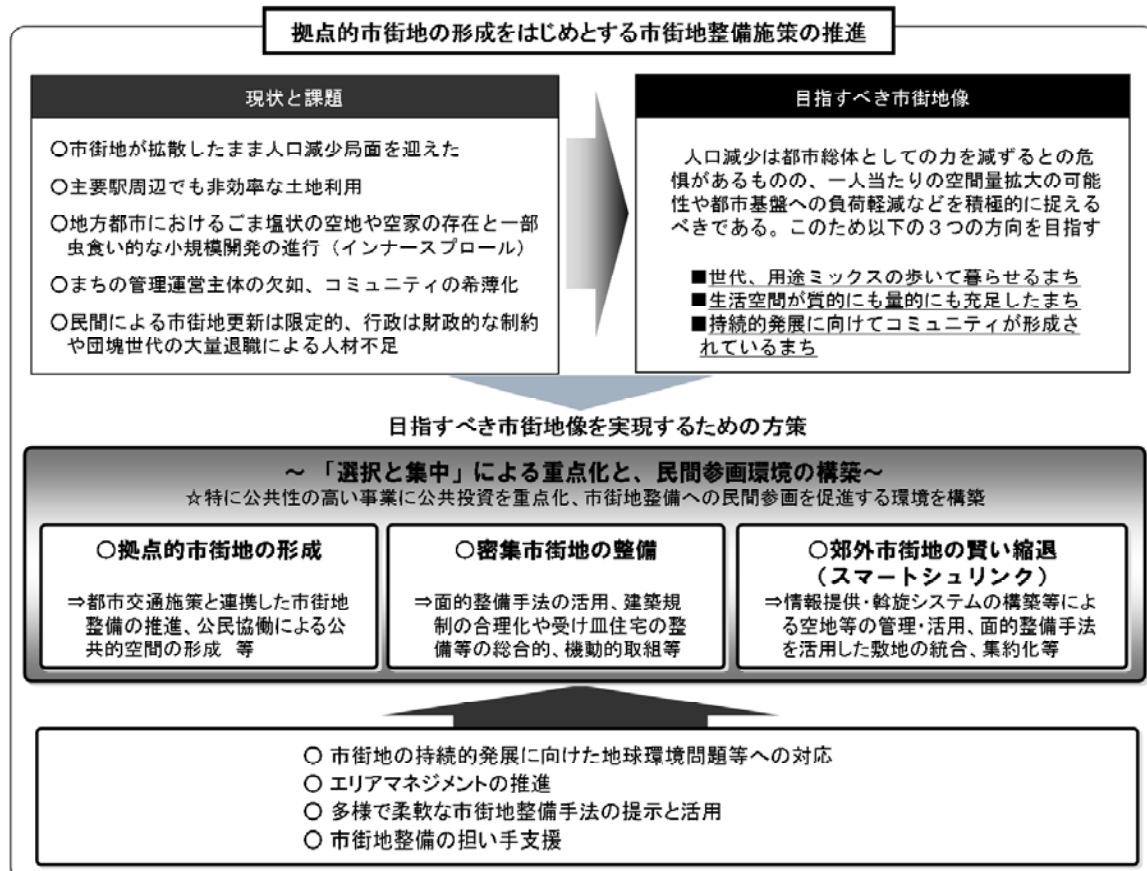 拠点的市街地の形成をはじめとする市街地整備施策の推進
現状と課題
○市街地が拡散したまま人口減少局面を迎えた
○主要駅周辺でも非効率な土地利用
○地方都市におけるごま塩状の空地や空家の存在と一部
虫食い的な小規模開発の進行（インナースプロール）
○まちの管理運営主体の欠如、コミュニティの希薄化
○民間による市街地更新は限定的、行政は財政的な制約
や団塊世代の大量退職による人材不足
目指すべき市街地像
人口減少は都市総体としての力を減ずるとの危
惧があるものの、一人当たりの空間量拡大の可能
性や都市基盤への負荷軽減などを積極的に捉える
べきである。このため以下の３つの方向を目指す
■世代、用途ミックスの歩いて暮らせるまち
■生活空間が質的にも量的にも充足したまち
■持続的発展に向けてコミュニティが形成さ
れているまち
目指すべき市街地像を実現するための方策
～「選択と集中」による重点化と、民間参画環境の構築～
☆特に公共性の高い事業に公共投資を重点化、市街地整備への民間参画を促進する環境を構築
○拠点的市街地の形成
⇒都市交通施策と連携した市街地
整備の推進、公民協働による公
共的空間の形成 等
○密集市街地の整備
⇒面的整備手法の活用、建築規
制の合理化や受け皿住宅の整
備等の総合的、機動的取組等
○郊外市街地の賢い縮退
（スマートシュリンク）
⇒情報提供・斡旋システムの構築等によ
る空地等の管理・活用、面的整備手法
を活用した敷地の統合、集約化等
○ 市街地の持続的発展に向けた地球環境問題等への対応
○ エリアマネジメントの推進
○ 多様で柔軟な市街地整備手法の提示と活用
○ 市街地整備の担い手支援